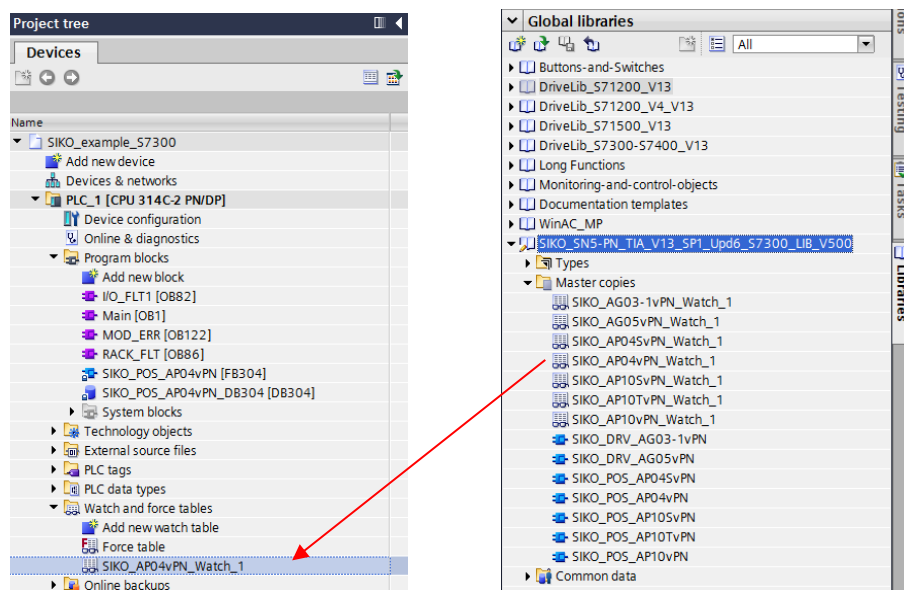 Project tree
Devices
Name
SIKO_example_S7300
Add new device
Devices & networks
PLC_1 [CPU 314C-2 PN/DP]
Device configuration
Online & diagnostics
Program blocks
Add new block
I/O_FLT1 [OB82]
Main [OB1]
MOD_ERR [OB122]
RACK_FLT [OB86]
SIKO_POS_AP04vPN [FB304]
SIKO_POS_AP04vPN_DB304 [DB304]
System blocks
Technology objects
External source files
PLC tags
PLC data types
Watch and force tables
Add new watch table
Force table
SIKO_AP04vPN_Watch_1
Online backups
Global libraries
All
Buttons-and-Switches
DriveLib_S71200_V13
DriveLib_S71200_V4_V13
DriveLib_S71500_V13
DriveLib_S7300-S7400_V13
Long Functions
Monitoring-and-control-objects
Documentation templates
WinAC_MP
SIKO_SN5-PN_TIA_V13_SP1_Upd6_S7300_LIB_V500
Types
Master copies
SIKO_AG03-1vPN_Watch_1
SIKO_AG05vPN_Watch_1
SIKO_AP04SvPN_Watch_1
SIKO_AP04vPN_Watch_1
SIKO_AP10SvPN_Watch_1
SIKO_AP10TvPN_Watch_1
SIKO_AP10vPN_Watch_1
SIKO_DRV_AG03-1vPN
SIKO_DRV_AG05vPN
SIKO_POS_AP04SvPN
SIKO_POS_AP04vPN
SIKO_POS_AP10SvPN
SIKO_POS_AP10TvPN
SIKO_POS_AP10vPN
Common data
Testing
Tasks
Libraries